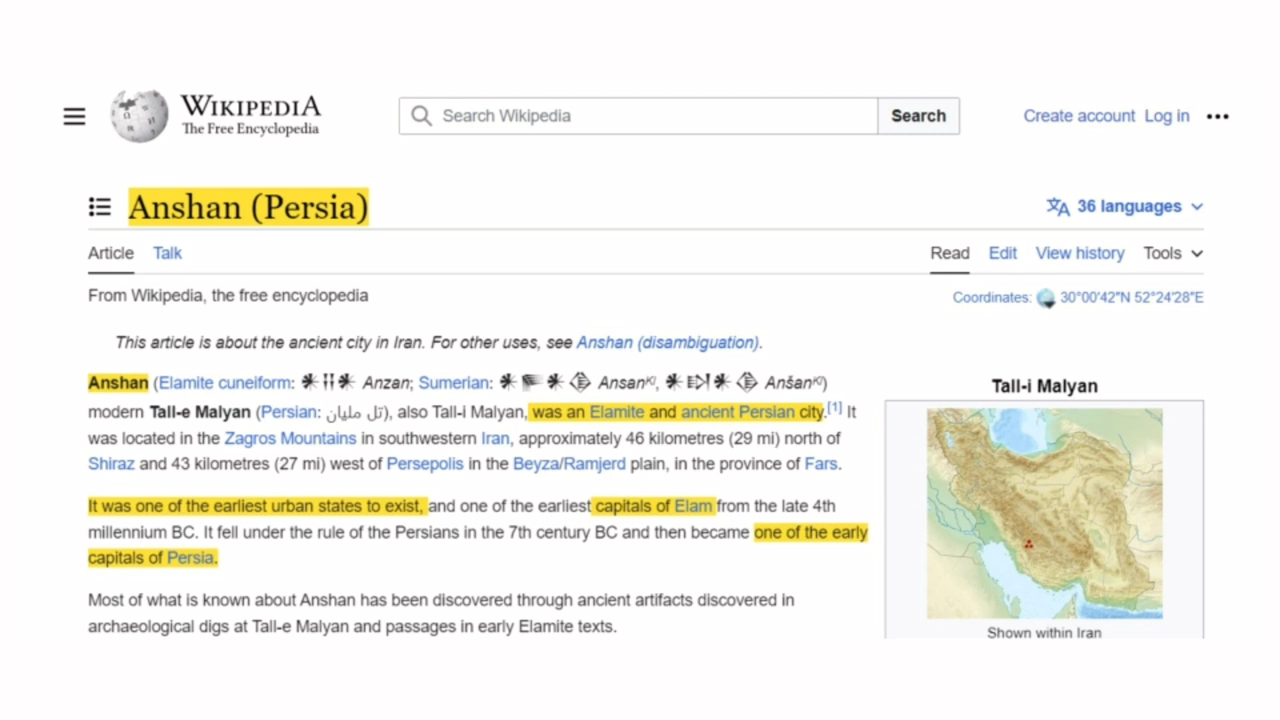 WIKIPEDIA
The Free Encyclopedia
Search Wikipedia
Search
Create account Log in
Anshan (Persia)
36 languages
Article Talk
Read Edit View history Tools
From Wikipedia, the free encyclopedia
Coordinates: 30°00′42″N 52°24′28″E
This article is about the ancient city in Iran. For other uses, see Anshan (disambiguation).
Anshan (Elamite cuneiform: Anzan; Sumerian: Ansanᴷᴵ, Anšanᴷᴵ)
modern Tall-e Malyan (Persian: تل ملیان), also Tall-i Malyan, was an Elamite and ancient Persian city.[1] It
was located in the Zagros Mountains in southwestern Iran, approximately 46 kilometres (29 mi) north of
Shiraz and 43 kilometres (27 mi) west of Persepolis in the Beyza/Ramjerd plain, in the province of Fars.
It was one of the earliest urban states to exist, and one of the earliest capitals of Elam from the late 4th
millennium BC. It fell under the rule of the Persians in the 7th century BC and then became one of the early
capitals of Persia.
Most of what is known about Anshan has been discovered through ancient artifacts discovered in
archaeological digs at Tall-e Malyan and passages in early Elamite texts.
Tall-i Malyan
Shown within Iran